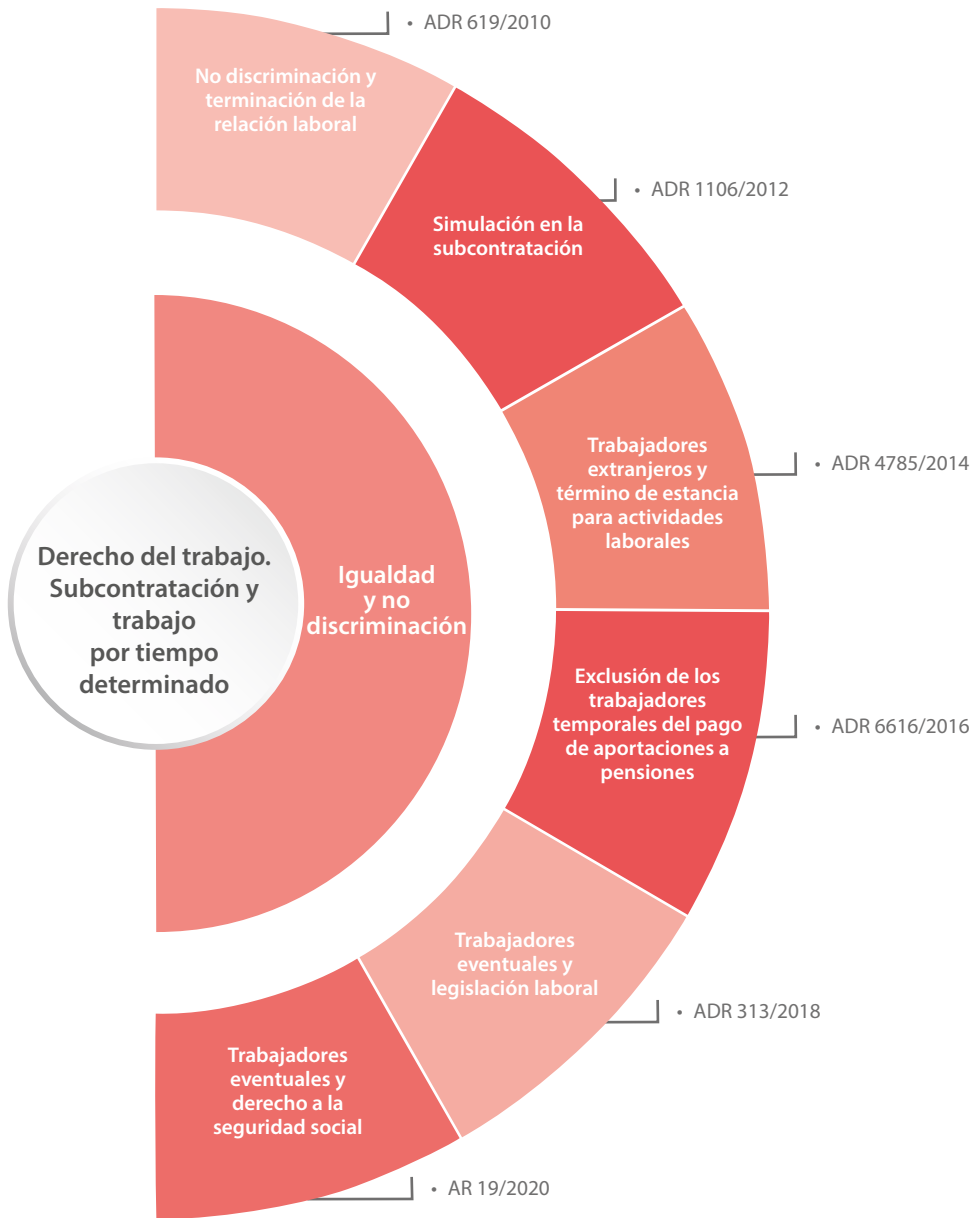 • ADR 619/2010
No discriminación y
terminación de la
relación laboral
• ADR 1106/2012
Simulación en la
subcontratación
Trabajadores
extranjeros y
término de estancia
para actividades
laborales
• ADR 4785/2014
Derecho del trabajo.
Subcontratación y
trabajo
por tiempo
determinado
Igualdad
y no
discriminación
Exclusión de los
trabajadores
temporales del pago
de aportaciones a
pensiones
• ADR 6616/2016
Trabajadores
eventuales y
legislación laboral
• ADR 313/2018
Trabajadores
eventuales y
derecho a la
seguridad social
• AR 19/2020